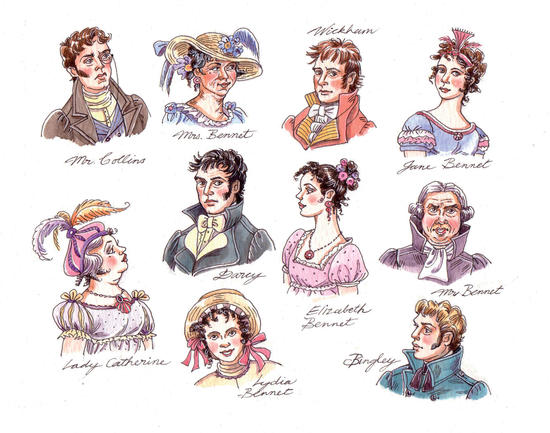 Wickham
Mr. Collins
Mrs. Bennet
Jane Bennet
Darcy
Elizabeth
Bennet
Mr Bennet
Lady Catherine
Lydia
Bennet
Bingley